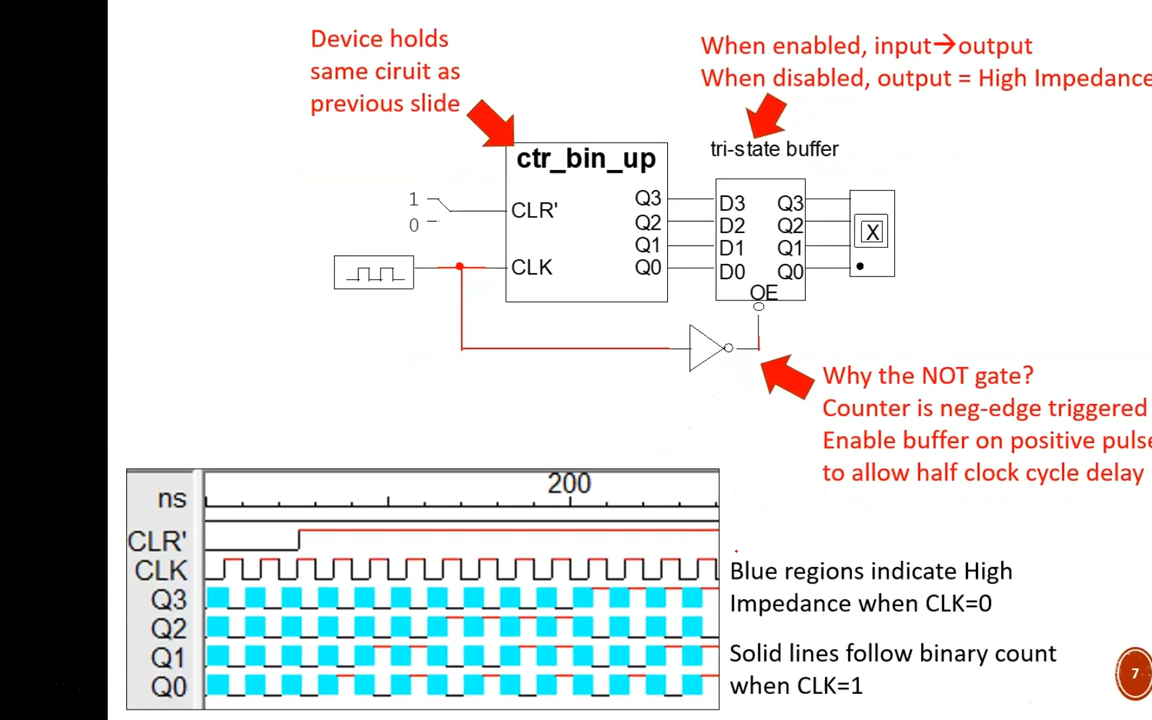 Device holds
same ciruit as
previous slide
When enabled, input→output
When disabled, output = High Impedance
tri-state buffer
ctr_bin_up
1
0
CLR'
CLK
Q3
Q2
Q1
Q0
D3
D2
D1
D0
Q3
Q2
Q1
Q0
OE
X
Why the NOT gate?
Counter is neg-edge triggered
Enable buffer on positive pulse
to allow half clock cycle delay
ns
200
CLR'
CLK
Q3
Q2
Q1
Q0
Blue regions indicate High
Impedance when CLK=0
Solid lines follow binary count
when CLK=1
7